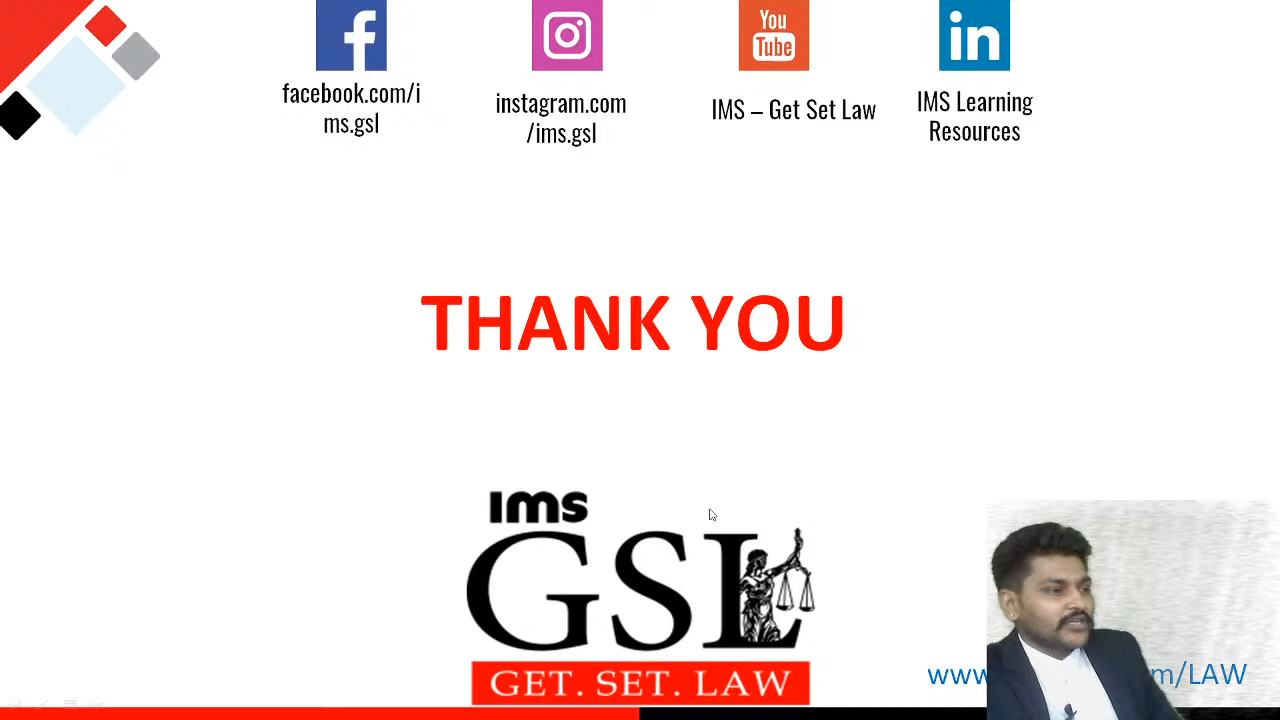 You
Tube
in
facebook.com/i
ms.gsl
instagram.com
/ims.gsl
IMS – Get Set Law
IMS Learning
Resources
THANK YOU
ims
GSL
GET. SET. LAW
www. m/LAW